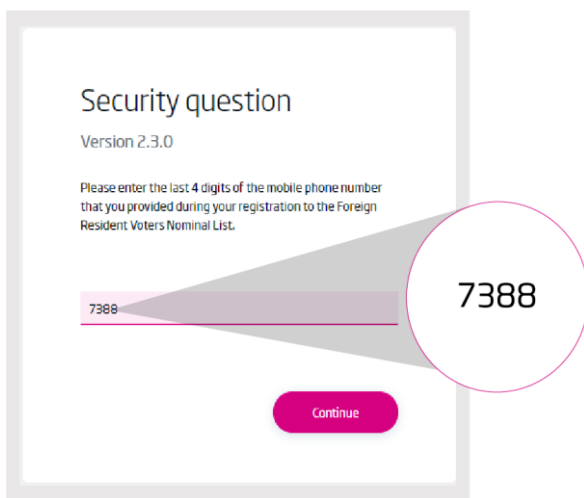 Security question
Version 2.3.0
Please enter the last 4 digits of the mobile phone number
that you provided during your registration to the Foreign
Resident Voters Nominal List.
7388
7388
Continue